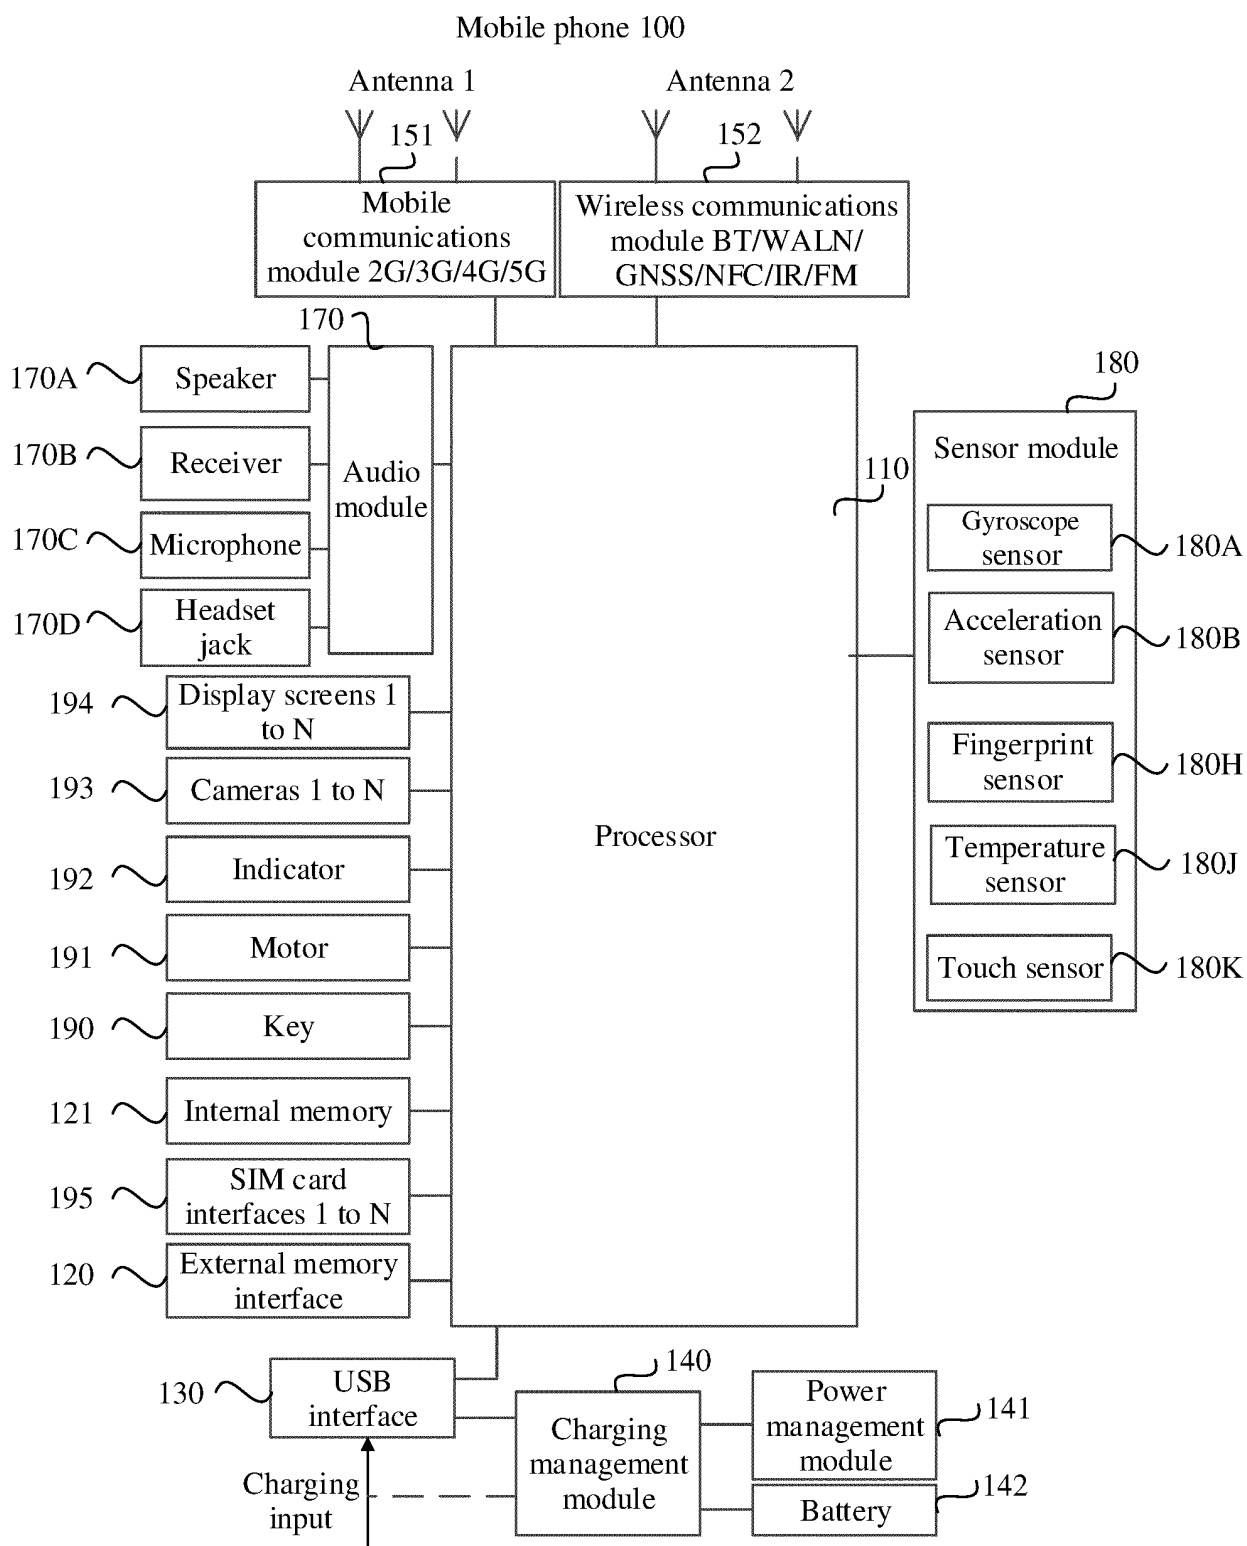 Mobile phone 100
Antenna 1
Antenna 2
151
152
Mobile
communications
module 2G/3G/4G/5G
Wireless communications
module BT/WALN/
GNSS/NFC/IR/FM
170
170A
Speaker
170B
Receiver
170C
Microphone
170D
Headset
jack
Audio
module
194
Display screens 1
to N
193
Cameras 1 to N
192
Indicator
191
Motor
190
Key
121
Internal memory
195
SIM card
interfaces 1 to N
120
External memory
interface
Processor
110
180
Sensor module
Gyroscope
sensor
180A
Acceleration
sensor
180B
Fingerprint
sensor
180H
Temperature
sensor
180J
Touch sensor
180K
130
USB
interface
Charging
input
140
Charging
management
module
Power
management
module
141
Battery
142